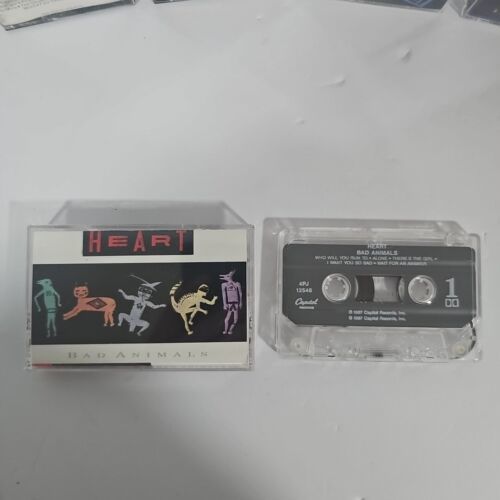 HEART
BAD ANIMALS
HEART
BAD ANIMALS
WHO WILL YOU RUN TO • ALONE • THERE'S THE GIRL •
I WANT YOU SO BAD • WAIT FOR AN ANSWER
4PJ
12546
Capitol
1
℗ 1987 Capitol Records, Inc.
© 1987 Capitol Records, Inc.